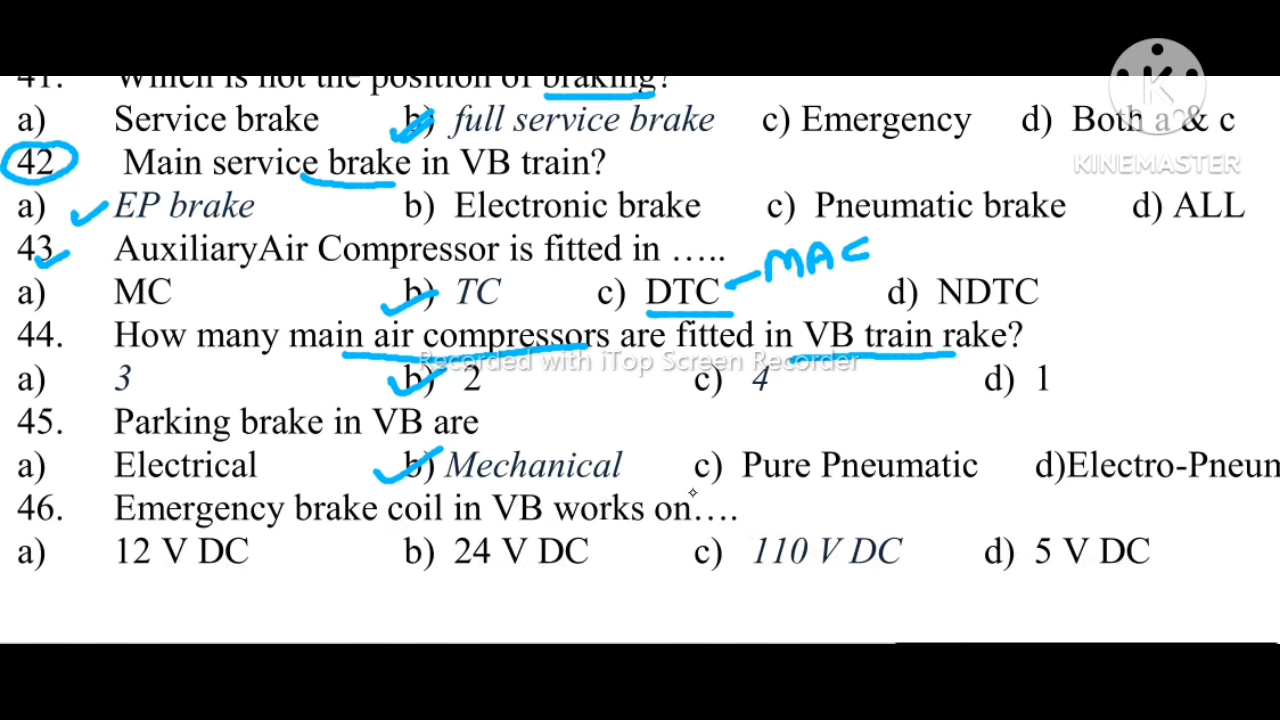 41. Which is not the position of braking?
a) Service brake b) full service brake c) Emergency d) Both a & c
KINEMASTER
42 Main service brake in VB train?
a) EP brake b) Electronic brake c) Pneumatic brake d) ALL
43 AuxiliaryAir Compressor is fitted in ….. MAC
a) MC b) TC c) DTC d) NDTC
44. How many main air compressors are fitted in VB train rake?
Recorded with iTop Screen Recorder
a) 3 b) 2 c) 4 d) 1
45. Parking brake in VB are
a) Electrical b) Mechanical c) Pure Pneumatic d)Electro-Pneun
46. Emergency brake coil in VB works on….
a) 12 V DC b) 24 V DC c) 110 V DC d) 5 V DC